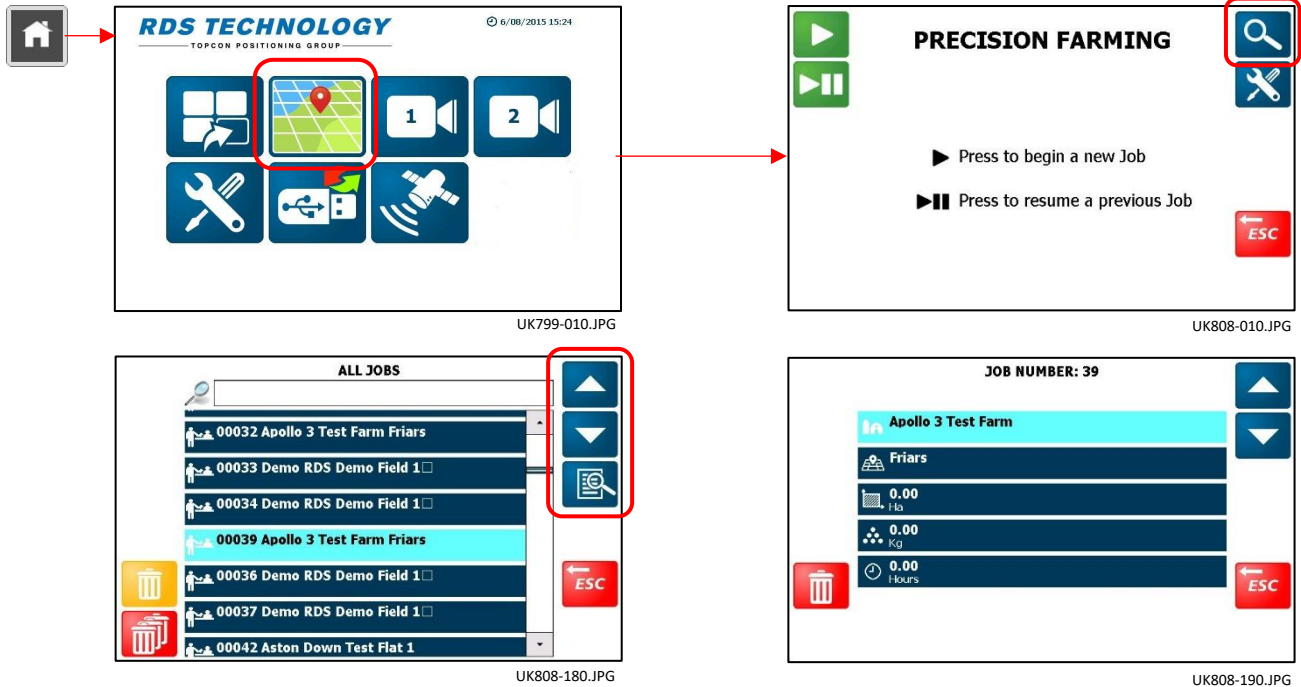 RDS TECHNOLOGY
TOPCON POSITIONING GROUP
6/08/2015 15:24
1
2
UK799-010.JPG
PRECISION FARMING
Press to begin a new Job
Press to resume a previous Job
ESC
UK808-010.JPG
ALL JOBS
00032 Apollo 3 Test Farm Friars
00033 Demo RDS Demo Field 1□
00034 Demo RDS Demo Field 1□
00039 Apollo 3 Test Farm Friars
00036 Demo RDS Demo Field 1□
00037 Demo RDS Demo Field 1□
00042 Aston Down Test Flat 1
ESC
UK808-180.JPG
JOB NUMBER: 39
Apollo 3 Test Farm
Friars
0.00
Ha
0.00
Kg
0.00
Hours
ESC
UK808-190.JPG